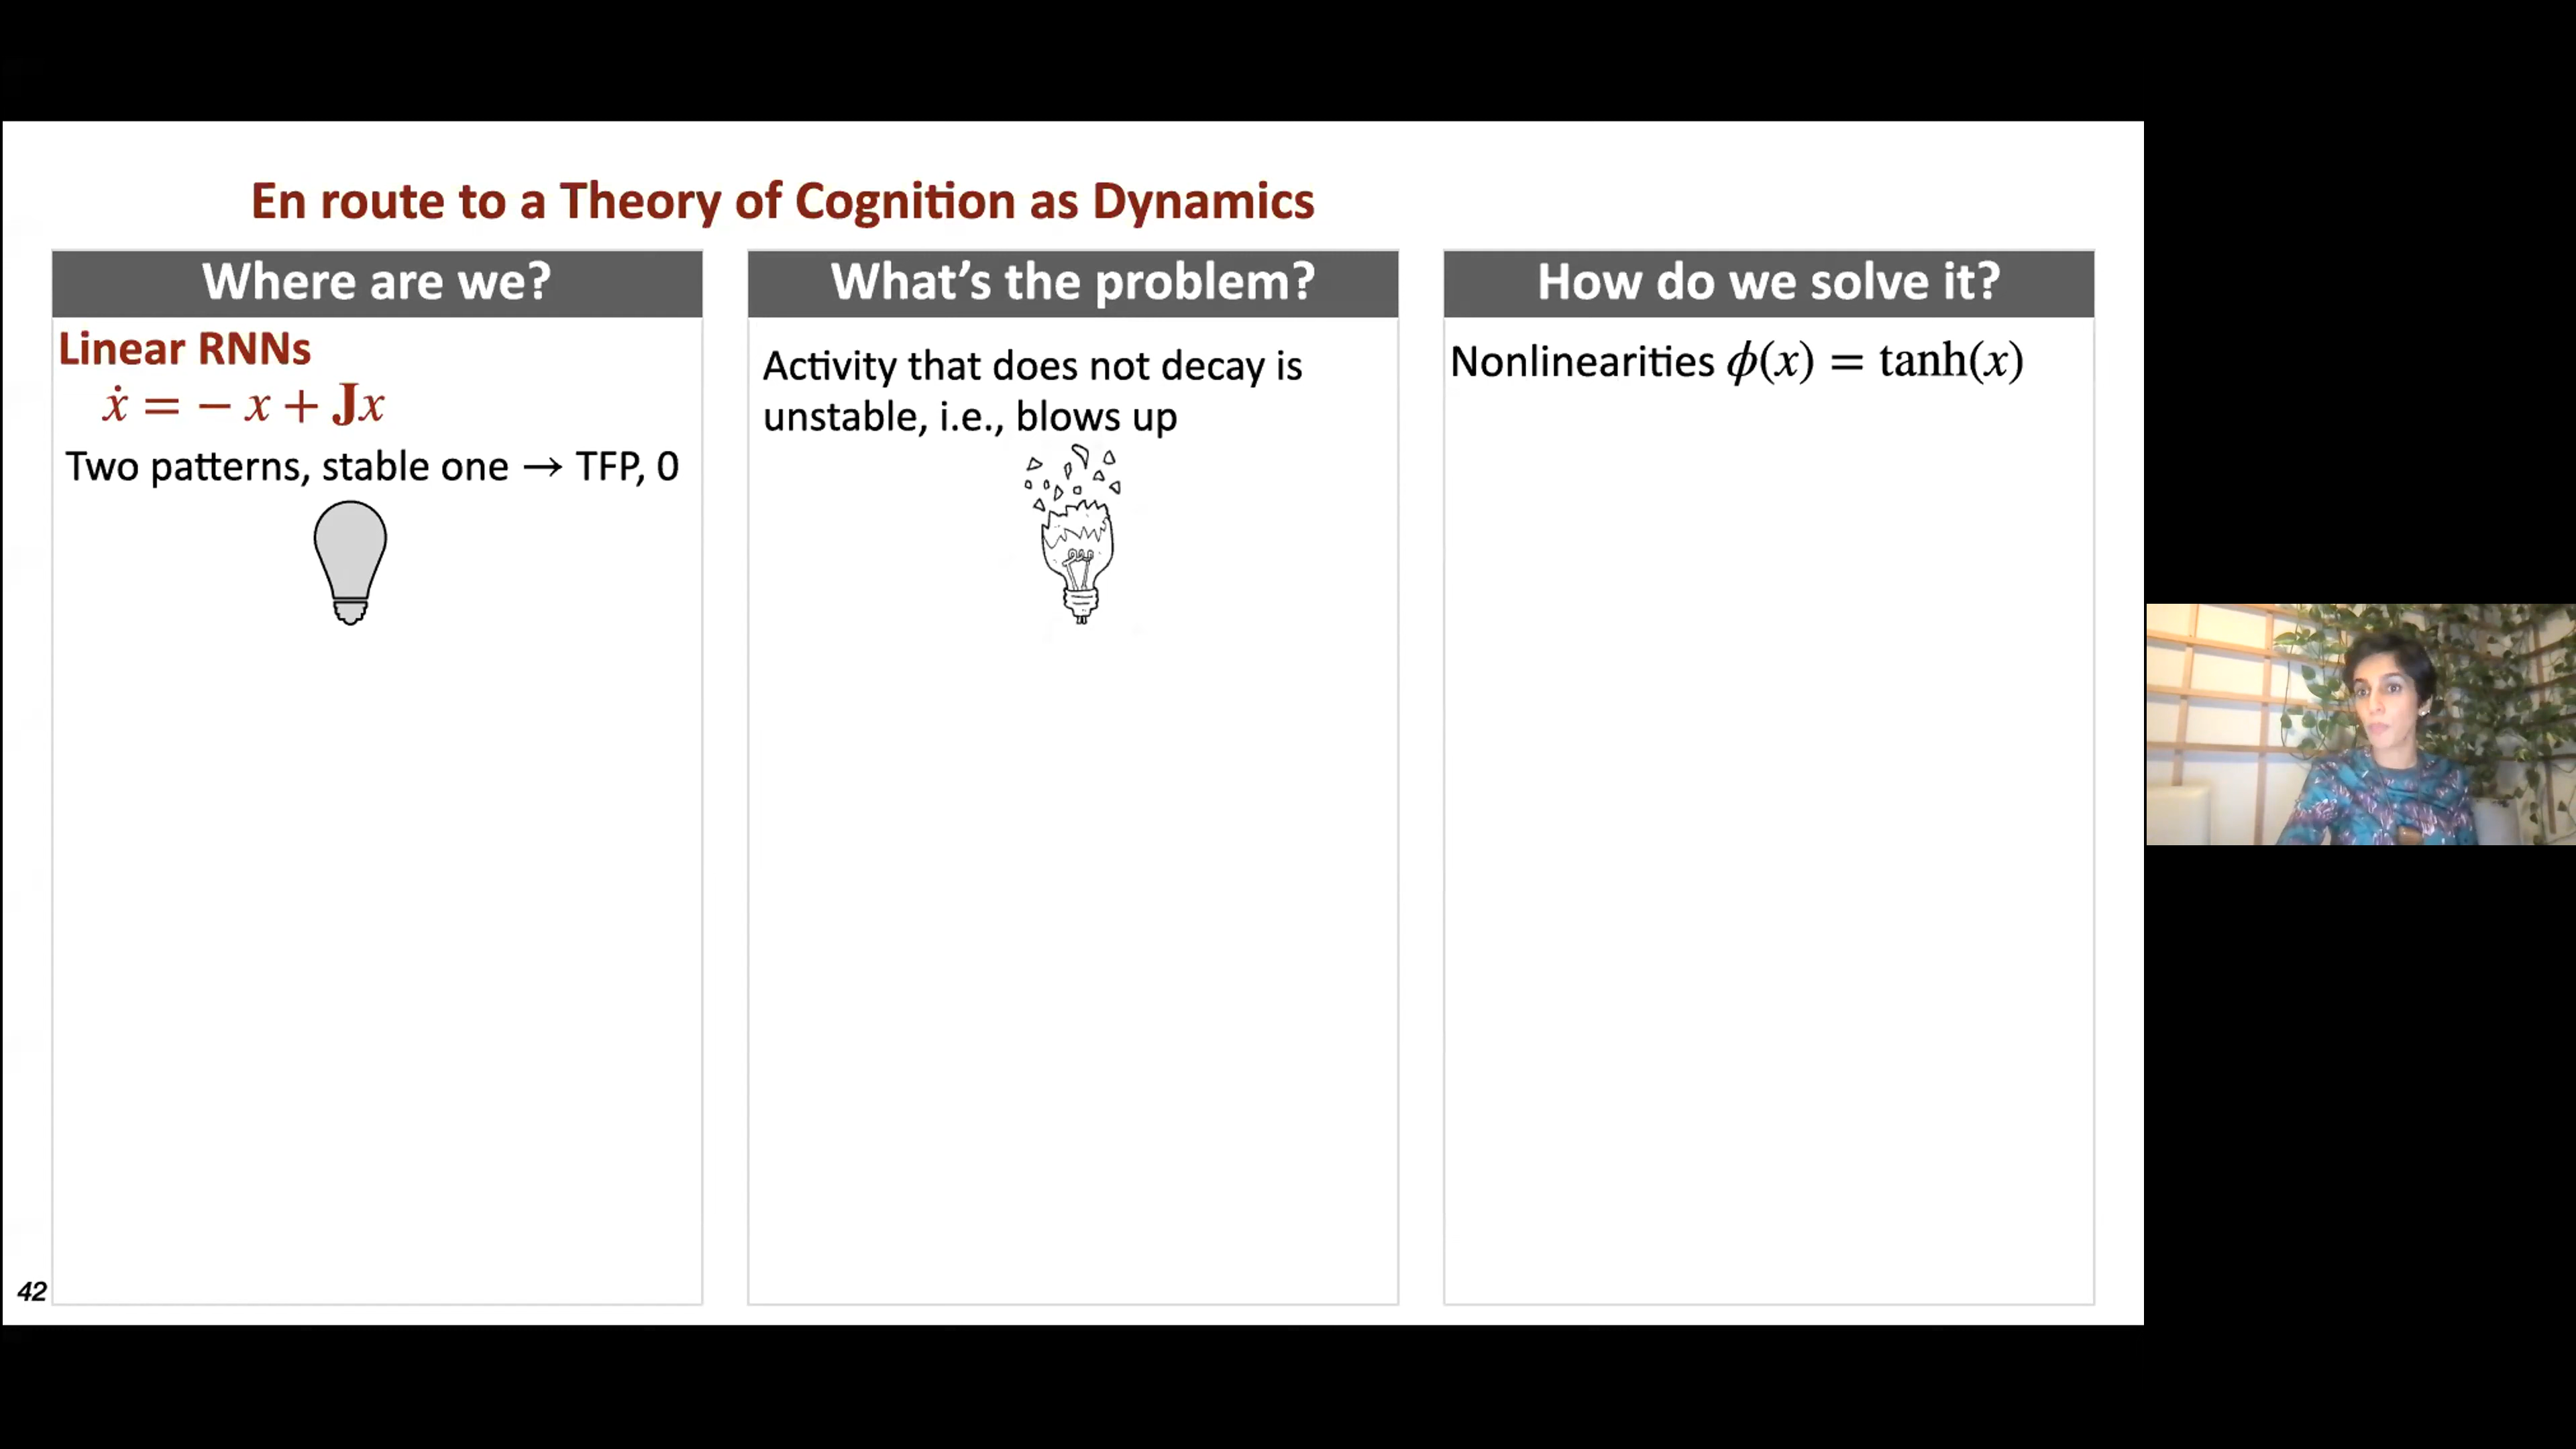 En route to a Theory of Cognition as Dynamics
Where are we?
Linear RNNs
ẋ = − x + Jx
Two patterns, stable one → TFP, 0
What’s the problem?
Activity that does not decay is
unstable, i.e., blows up
How do we solve it?
Nonlinearities ϕ(x) = tanh(x)
42